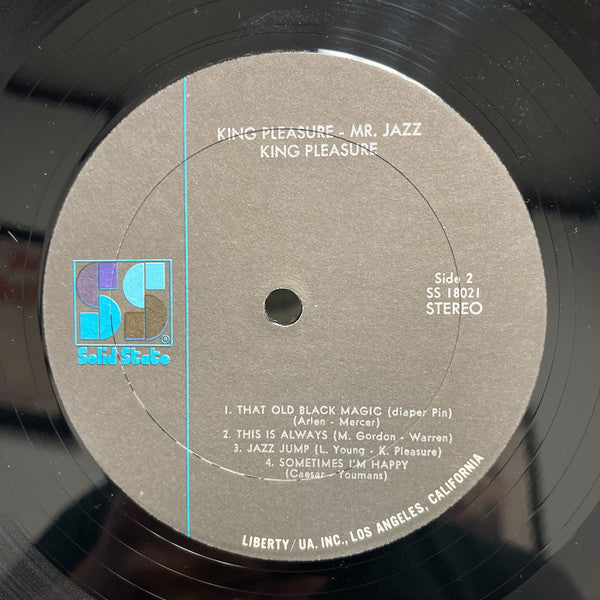 KING PLEASURE - MR. JAZZ
KING PLEASURE
SS®
Solid State
Side 2
SS 18021
STEREO
1. THAT OLD BLACK MAGIC (diaper Pin)
(Arlen - Mercer)
2. THIS IS ALWAYS (M. Gordon - Warren)
3. JAZZ JUMP (L. Young - K. Pleasure)
4. SOMETIMES I'M HAPPY
(Caesar - Youmans)
LIBERTY/UA. INC., LOS ANGELES, CALIFORNIA